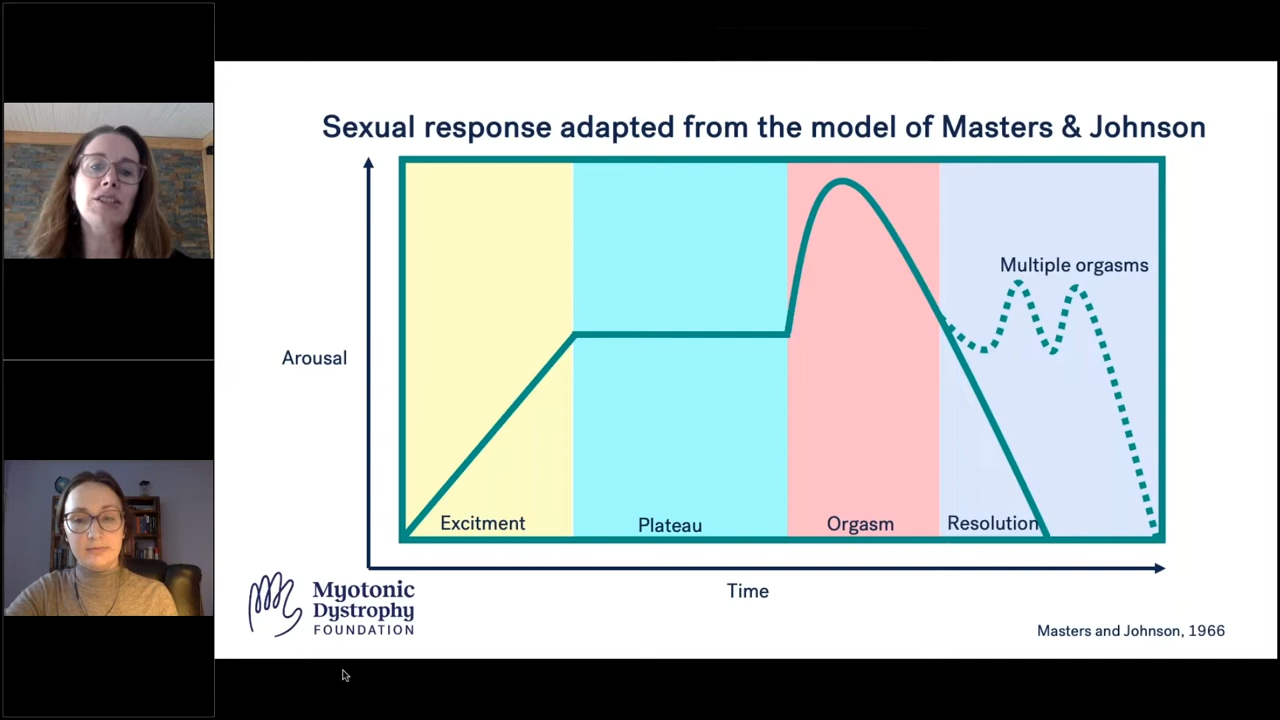 Sexual response adapted from the model of Masters & Johnson
Multiple orgasms
Arousal
Excitment
Plateau
Orgasm
Resolution
Time
Myotonic
Dystrophy
FOUNDATION
Masters and Johnson, 1966